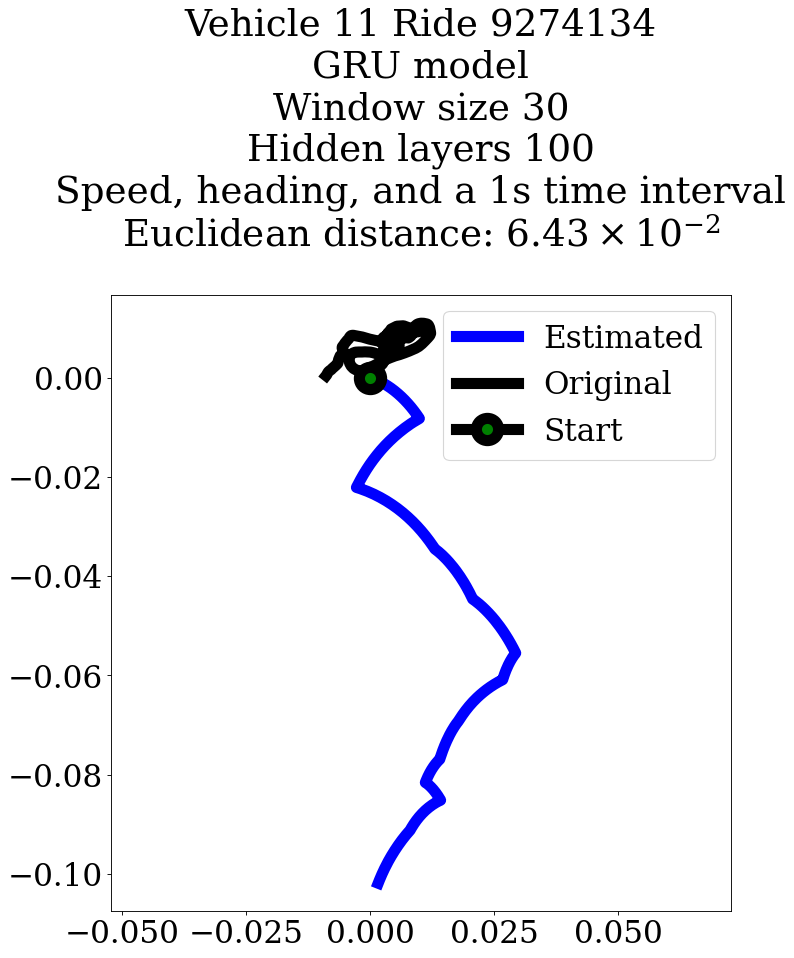 Vehicle 11 Ride 9274134
GRU model
Window size 30
Hidden layers 100
Speed, heading, and a 1s time interval
Euclidean distance: 6.43 × 10⁻²
Estimated
Original
Start
0.00
−0.02
−0.04
−0.06
−0.08
−0.10
−0.050 −0.025 0.000 0.025 0.050